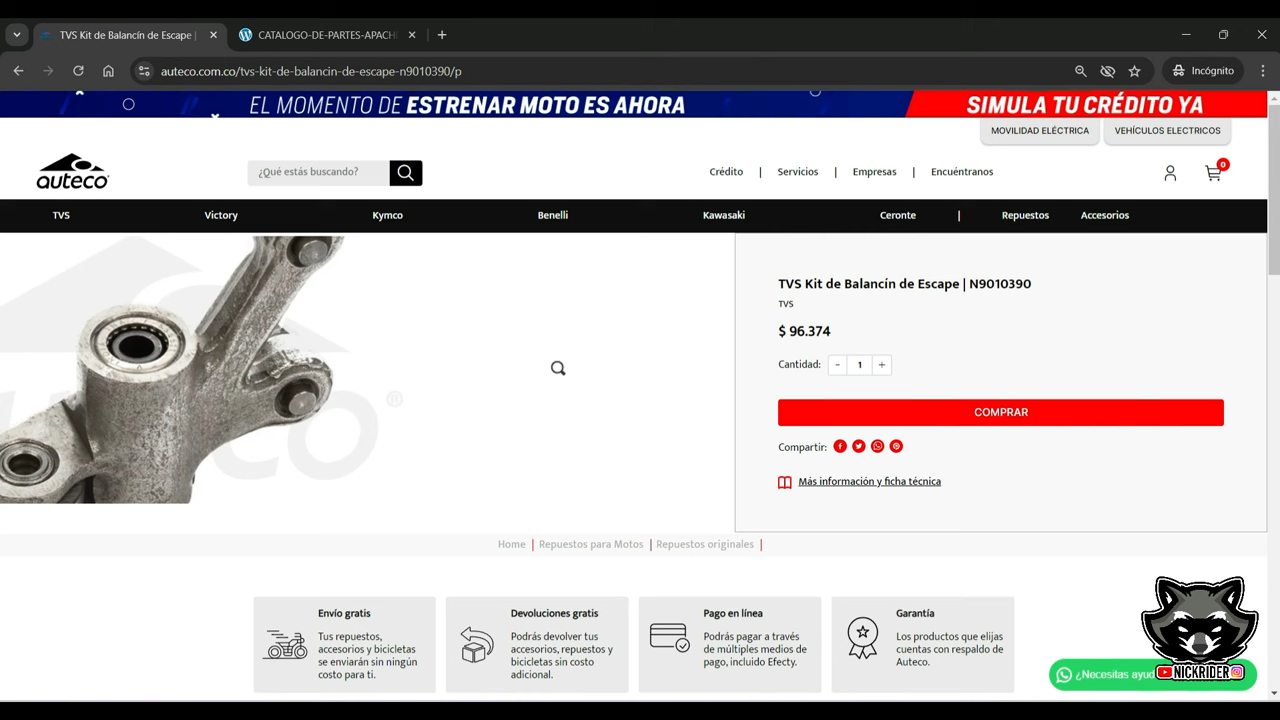 TVS Kit de Balancín de Escape |
CATALOGO-DE-PARTES-APACH
auteco.com.co/tvs-kit-de-balancin-de-escape-n9010390/p
Incógnito
EL MOMENTO DE ESTRENAR MOTO ES AHORA
SIMULA TU CRÉDITO YA
MOVILIDAD ELÉCTRICA
VEHÍCULOS ELECTRICOS
auteco
¿Qué estás buscando?
Crédito | Servicios | Empresas | Encuéntranos
0
TVS Victory Kymco Benelli Kawasaki Ceronte | Repuestos Accesorios
TVS Kit de Balancín de Escape | N9010390
TVS
$ 96.374
Cantidad: - 1 +
COMPRAR
Compartir:
Más información y ficha técnica
Home | Repuestos para Motos | Repuestos originales |
Envío gratis
Tus repuestos,
accesorios y bicicletas
se enviarán sin ningún
costo para ti.
Devoluciones gratis
Podrás devolver tus
accesorios, repuestos y
bicicletas sin costo
adicional.
Pago en línea
Podrás pagar a través
de múltiples medios de
pago, incluido Efecty.
Garantía
Los productos que elijas
cuentas con respaldo de
Auteco.
¿Necesitas ayud
NICKRIDER